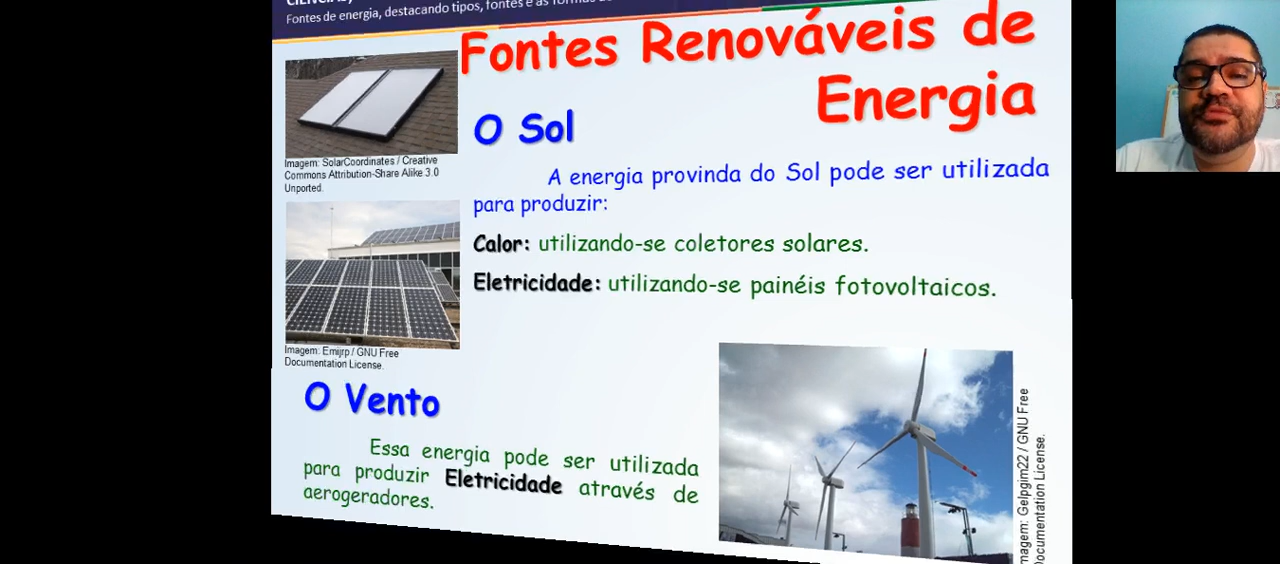 CIÊNCIAS,
Fontes de energia, destacando tipos, fontes e as formas de
Fontes Renováveis de
Energia
O Sol
Imagem: SolarCoordinates / Creative
Commons Attribution-Share Alike 3.0
Unported.
A energia provinda do Sol pode ser utilizada
para produzir:
Calor: utilizando-se coletores solares.
Eletricidade: utilizando-se painéis fotovoltaicos.
Imagem: Emijrp / GNU Free
Documentation License.
O Vento
Essa energia pode ser utilizada
para produzir Eletricidade através de
aerogeradores.
Imagem: Gelpgim22 / GNU Free
Documentation License.